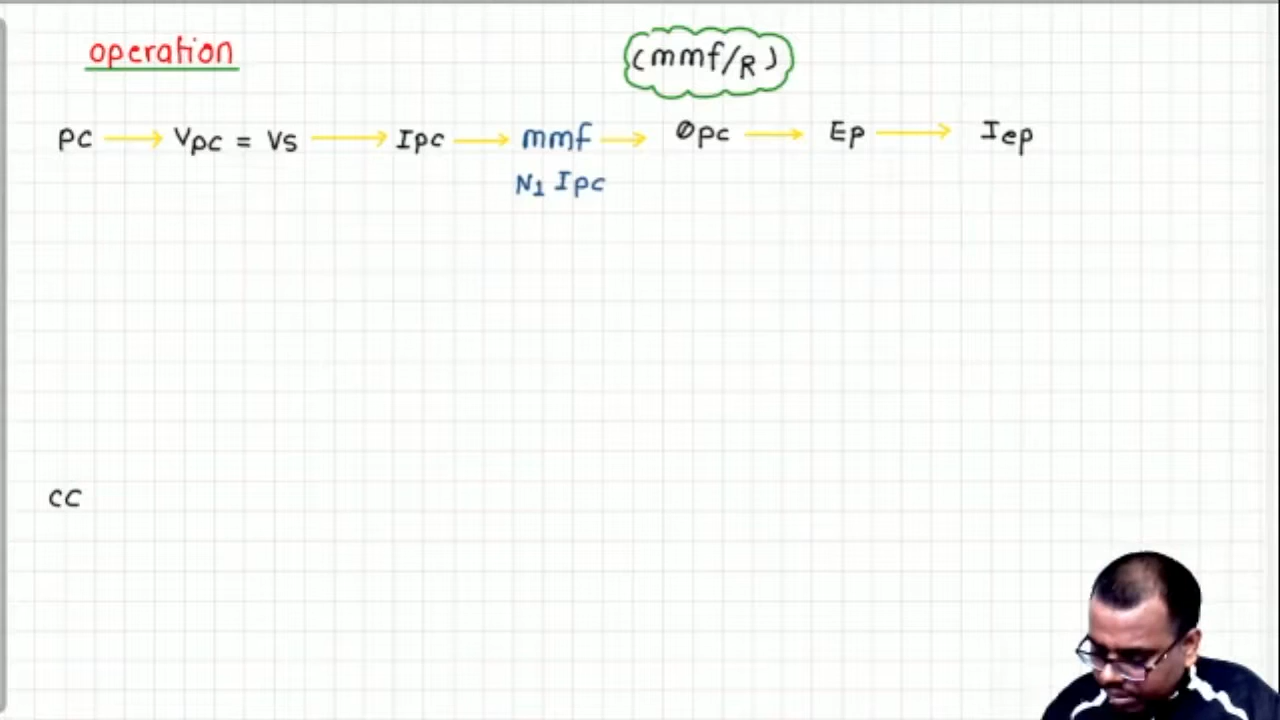 operation
(mmf/R)
PC → VPC = VS → IPC → mmf → ØPC → EP → Iep
N1 IPC
CC